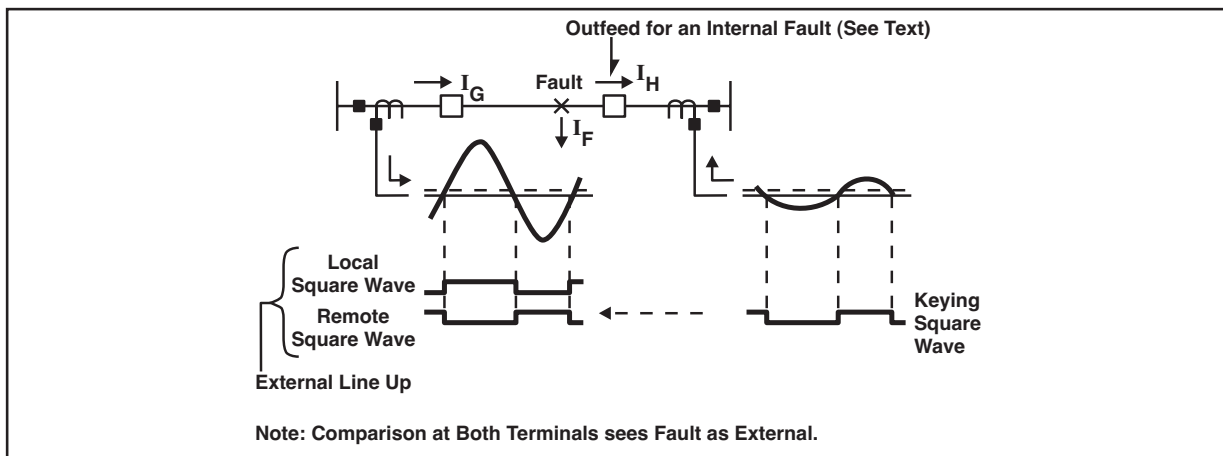 Outfeed for an Internal Fault (See Text)
I_G
Fault
I_H
I_F
Local
Square Wave
Remote
Square Wave
Keying
Square
Wave
External Line Up
Note: Comparison at Both Terminals sees Fault as External.